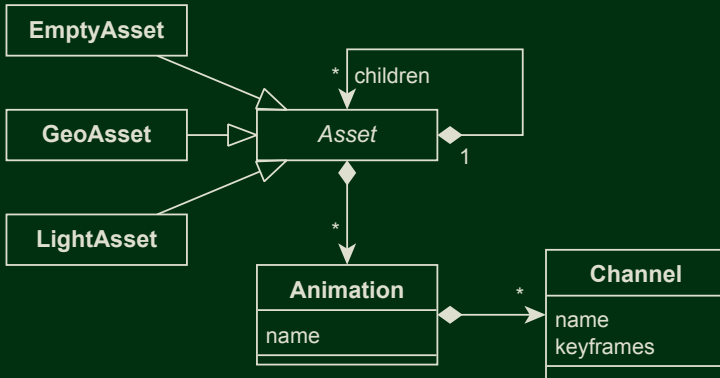 EmptyAsset
* children
GeoAsset
Asset
1
LightAsset
*
Animation
name
*
Channel
name
keyframes